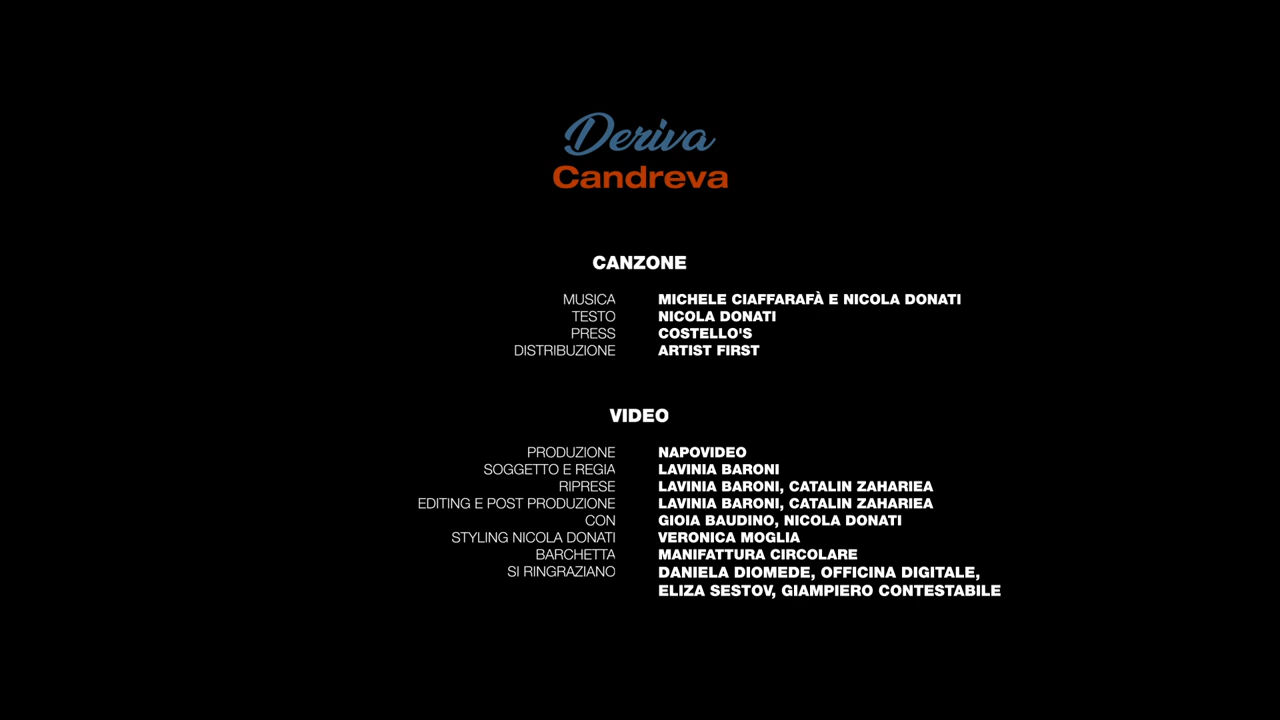 Deriva
Candreva
CANZONE
MUSICA MICHELE CIAFFARAFÀ E NICOLA DONATI
TESTO NICOLA DONATI
PRESS COSTELLO'S
DISTRIBUZIONE ARTIST FIRST
VIDEO
PRODUZIONE NAPOVIDEO
SOGGETTO E REGIA LAVINIA BARONI
RIPRESE LAVINIA BARONI, CATALIN ZAHARIEA
EDITING E POST PRODUZIONE LAVINIA BARONI, CATALIN ZAHARIEA
CON GIOIA BAUDINO, NICOLA DONATI
STYLING NICOLA DONATI VERONICA MOGLIA
BARCHETTA MANIFATTURA CIRCOLARE
SI RINGRAZIANO DANIELA DIOMEDE, OFFICINA DIGITALE,
ELIZA SESTOV, GIAMPIERO CONTESTABILE